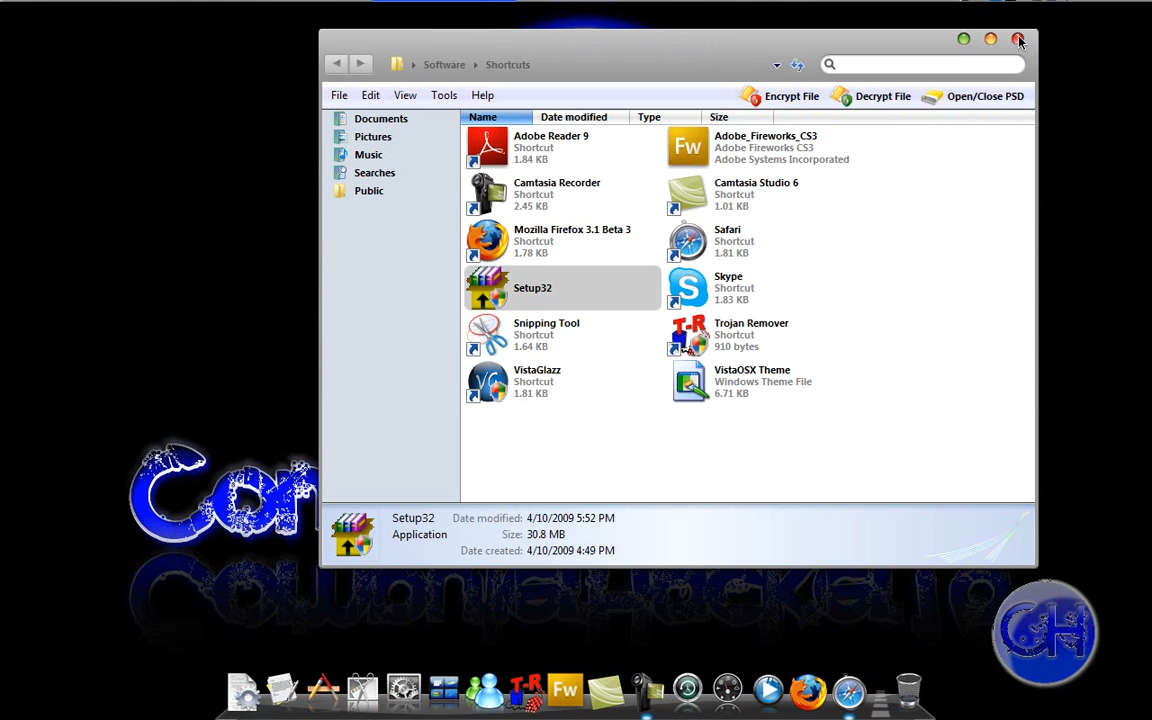 Software ▸ Shortcuts
File Edit View Tools Help Encrypt File Decrypt File Open/Close PSD
Name Date modified Type Size
Documents
Pictures
Music
Searches
Public
Adobe Reader 9
Shortcut
1.84 KB
Adobe_Fireworks_CS3
Adobe Fireworks CS3
Adobe Systems Incorporated
Camtasia Recorder
Shortcut
2.45 KB
Camtasia Studio 6
Shortcut
1.01 KB
Mozilla Firefox 3.1 Beta 3
Shortcut
1.78 KB
Safari
Shortcut
1.81 KB
Setup32
Skype
Shortcut
1.83 KB
Snipping Tool
Shortcut
1.64 KB
Trojan Remover
Shortcut
910 bytes
VistaGlazz
Shortcut
1.81 KB
VistaOSX Theme
Windows Theme File
6.71 KB
Setup32 Date modified: 4/10/2009 5:52 PM
Application Size: 30.8 MB
Date created: 4/10/2009 4:49 PM
CH
T-R
Fw